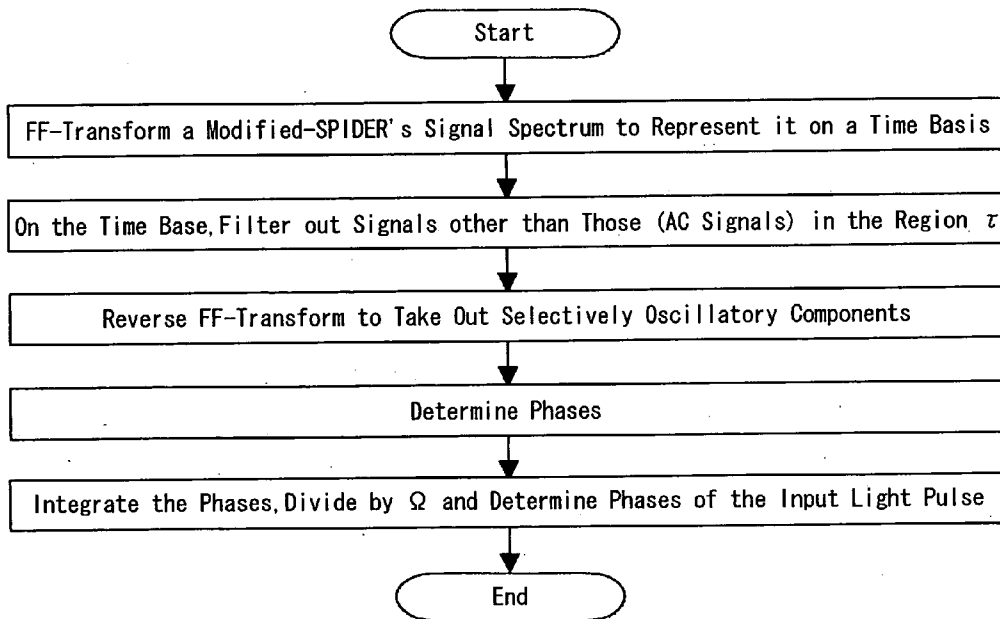 Start
FF-Transform a Modified-SPIDER's Signal Spectrum to Represent it on a Time Basis
On the Time Base, Filter out Signals other than Those (AC Signals) in the Region τ
Reverse FF-Transform to Take Out Selectively Oscillatory Components
Determine Phases
Integrate the Phases, Divide by Ω and Determine Phases of the Input Light Pulse
End